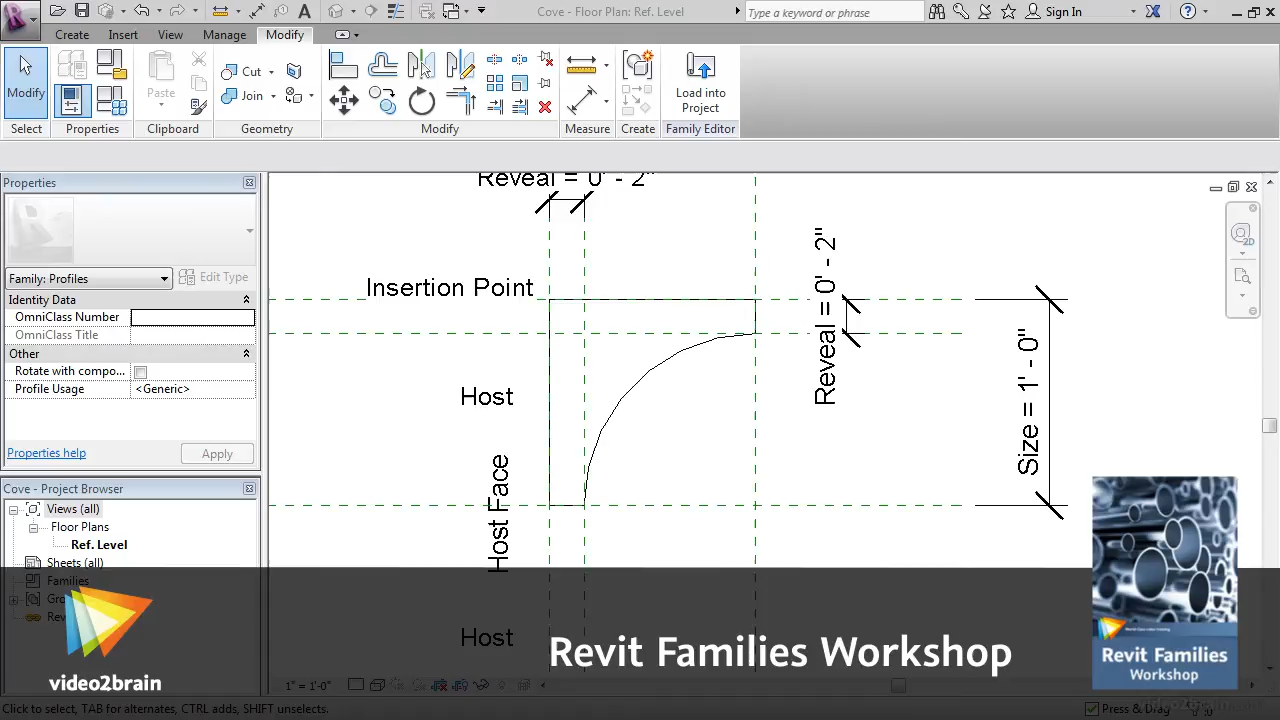 Cove - Floor Plan: Ref. Level
Type a keyword or phrase
Sign In
Create
Insert
View
Manage
Modify
Modify
Paste
Cut
Join
Load into
Project
Select
Properties
Clipboard
Geometry
Modify
Measure
Create
Family Editor
Properties
Family: Profiles
Edit Type
Identity Data
OmniClass Number
OmniClass Title
Other
Rotate with compo...
Profile Usage
<Generic>
Properties help
Apply
Cove - Project Browser
Views (all)
Floor Plans
Ref. Level
Sheets (all)
Families
Reveal = 0' - 2"
Insertion Point
Host
Host Face
Host
Reveal = 0' - 2"
Size = 1' - 0"
2D
video2brain
Revit Families Workshop
Revit Families
Workshop
1" = 1'-0"
Click to select, TAB for alternates, CTRL adds, SHIFT unselects.
Press & Drag